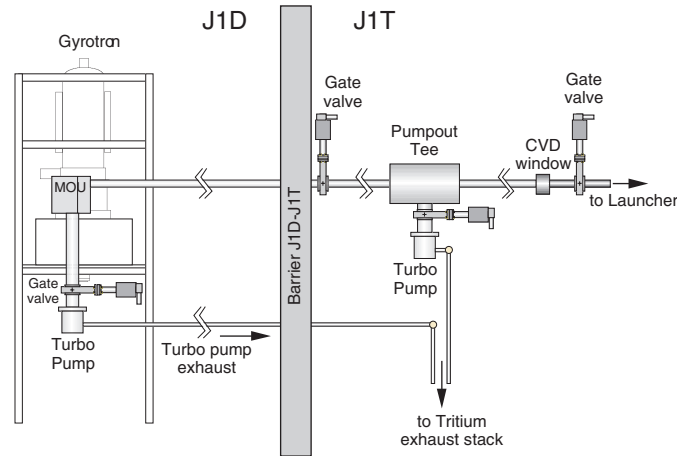 J1D
J1T
Gyrotron
Gate
valve
Pumpout
Tee
CVD
window
Gate
valve
MOU
to Launcher
Barrier J1D-J1T
Gate
valve
Turbo
Pump
Turbo
Pump
Turbo pump
exhaust
to Tritium
exhaust stack